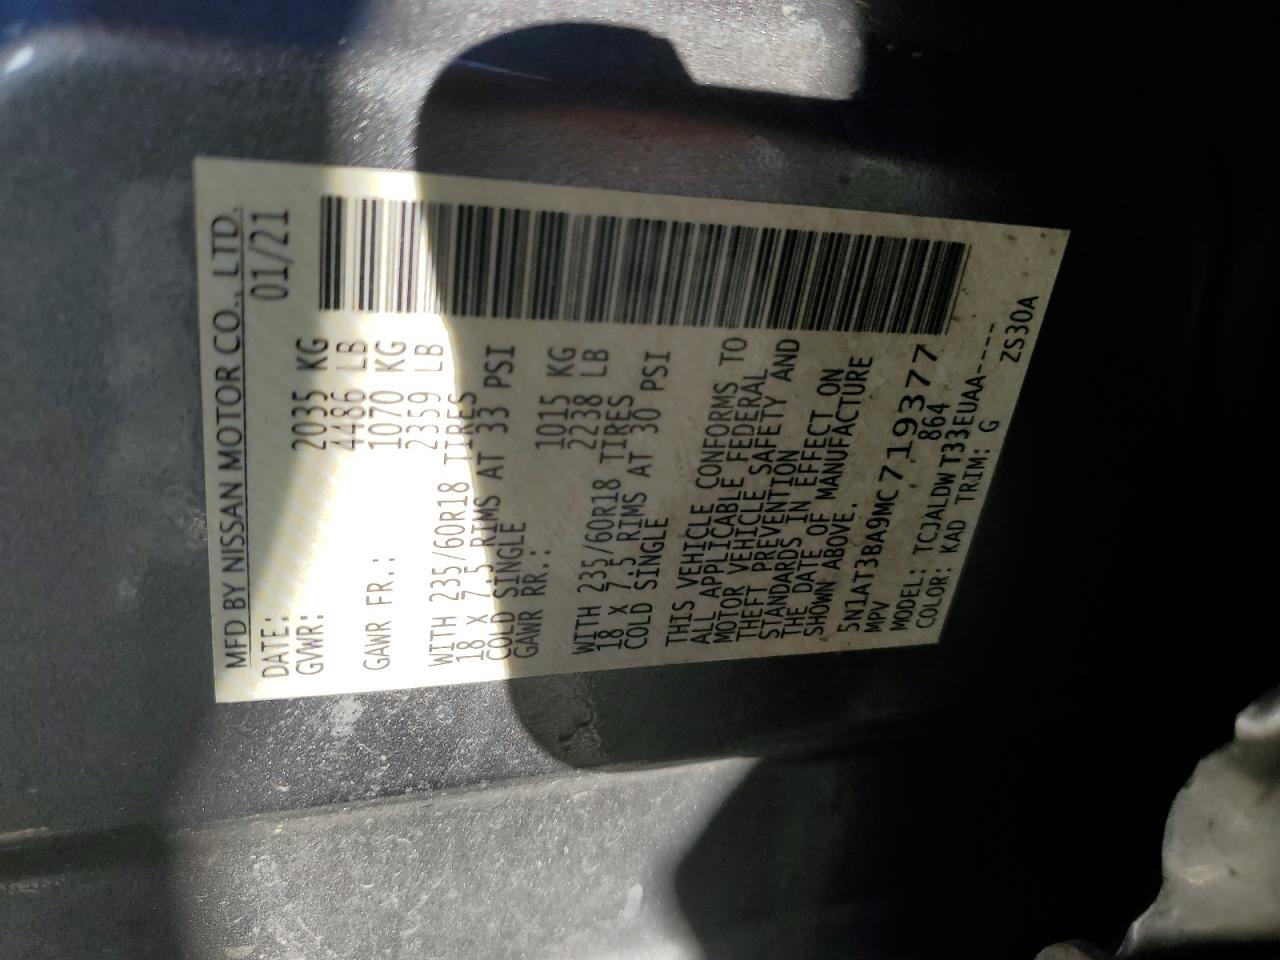 MFD BY NISSAN MOTOR CO., LTD.
DATE: 01/21
GVWR: 2035 KG
4486 LB
GAWR FR.: 1070 KG
2359 LB
WITH 235/60R18 TIRES
18 X 7.5 RIMS AT 33 PSI
COLD SINGLE
GAWR RR.: 1015 KG
2238 LB
WITH 235/60R18 TIRES
18 X 7.5 RIMS AT 30 PSI
COLD SINGLE
THIS VEHICLE CONFORMS TO
ALL APPLICABLE FEDERAL
MOTOR VEHICLE SAFETY AND
THEFT PREVENTION
STANDARDS IN EFFECT ON
THE DATE OF MANUFACTURE
SHOWN ABOVE.
5N1AT3BA9MC719377
MPV 864
MODEL: TCJALDWT33EUAA----
COLOR: KAD TRIM: G ZS30A